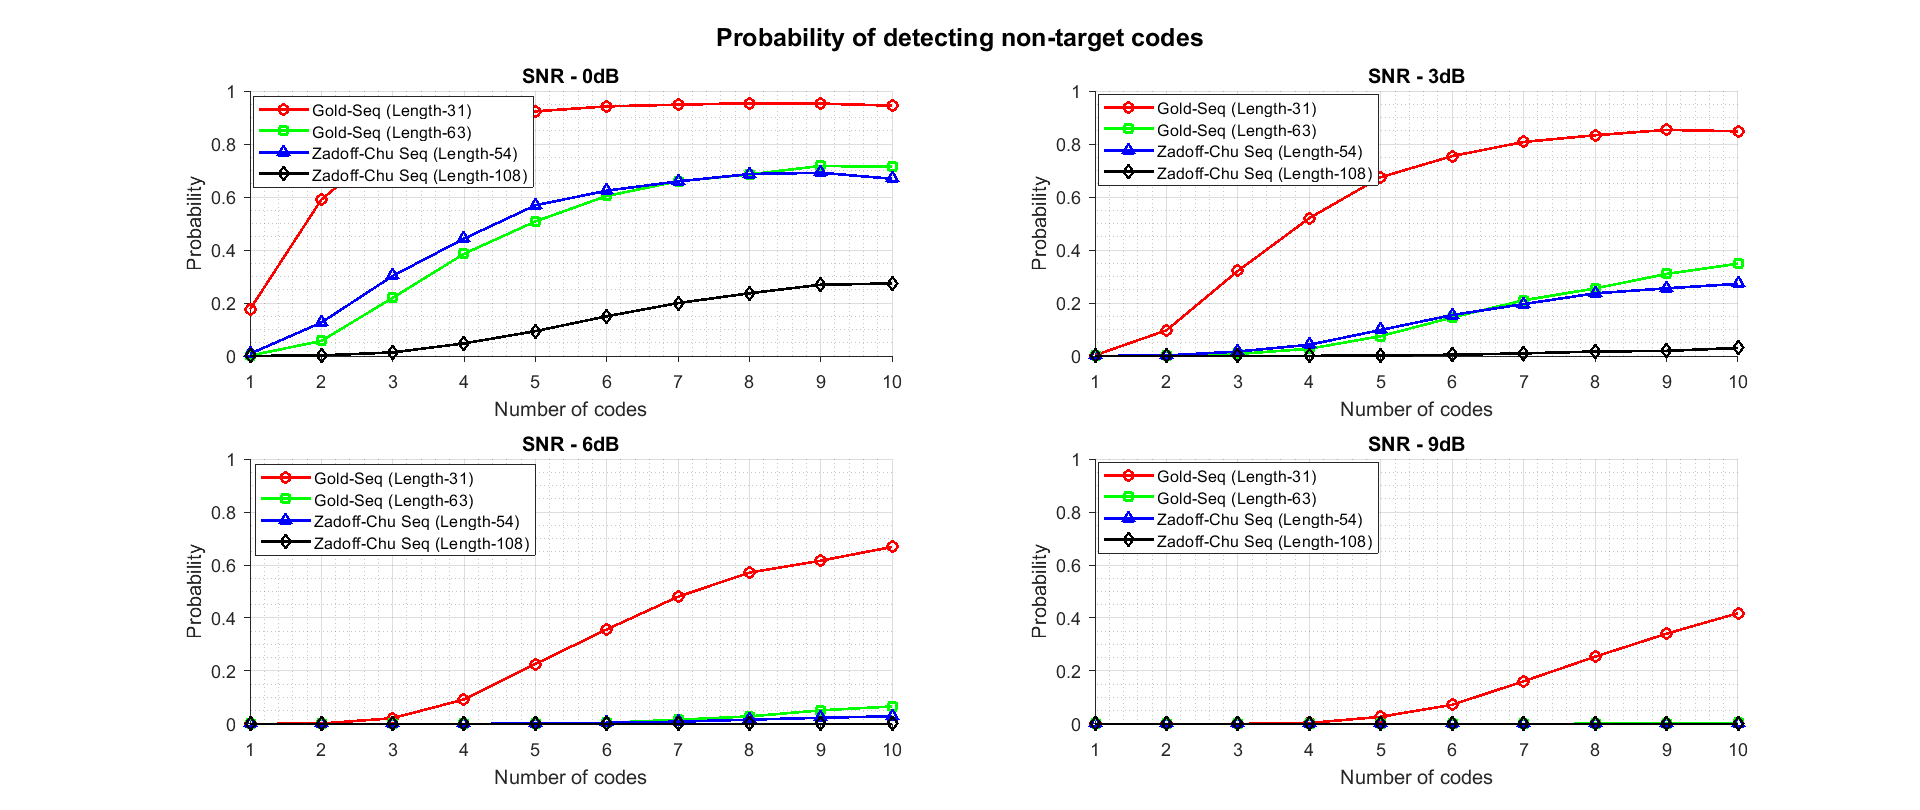 Probability of detecting non-target codes
SNR - 0dB
Gold-Seq (Length-31)
Gold-Seq (Length-63)
Zadoff-Chu Seq (Length-54)
Zadoff-Chu Seq (Length-108)
Probability
1
0.8
0.6
0.4
0.2
0
1 2 3 4 5 6 7 8 9 10
Number of codes
SNR - 3dB
Gold-Seq (Length-31)
Gold-Seq (Length-63)
Zadoff-Chu Seq (Length-54)
Zadoff-Chu Seq (Length-108)
Probability
1
0.8
0.6
0.4
0.2
0
1 2 3 4 5 6 7 8 9 10
Number of codes
SNR - 6dB
Gold-Seq (Length-31)
Gold-Seq (Length-63)
Zadoff-Chu Seq (Length-54)
Zadoff-Chu Seq (Length-108)
Probability
1
0.8
0.6
0.4
0.2
0
1 2 3 4 5 6 7 8 9 10
Number of codes
SNR - 9dB
Gold-Seq (Length-31)
Gold-Seq (Length-63)
Zadoff-Chu Seq (Length-54)
Zadoff-Chu Seq (Length-108)
Probability
1
0.8
0.6
0.4
0.2
0
1 2 3 4 5 6 7 8 9 10
Number of codes